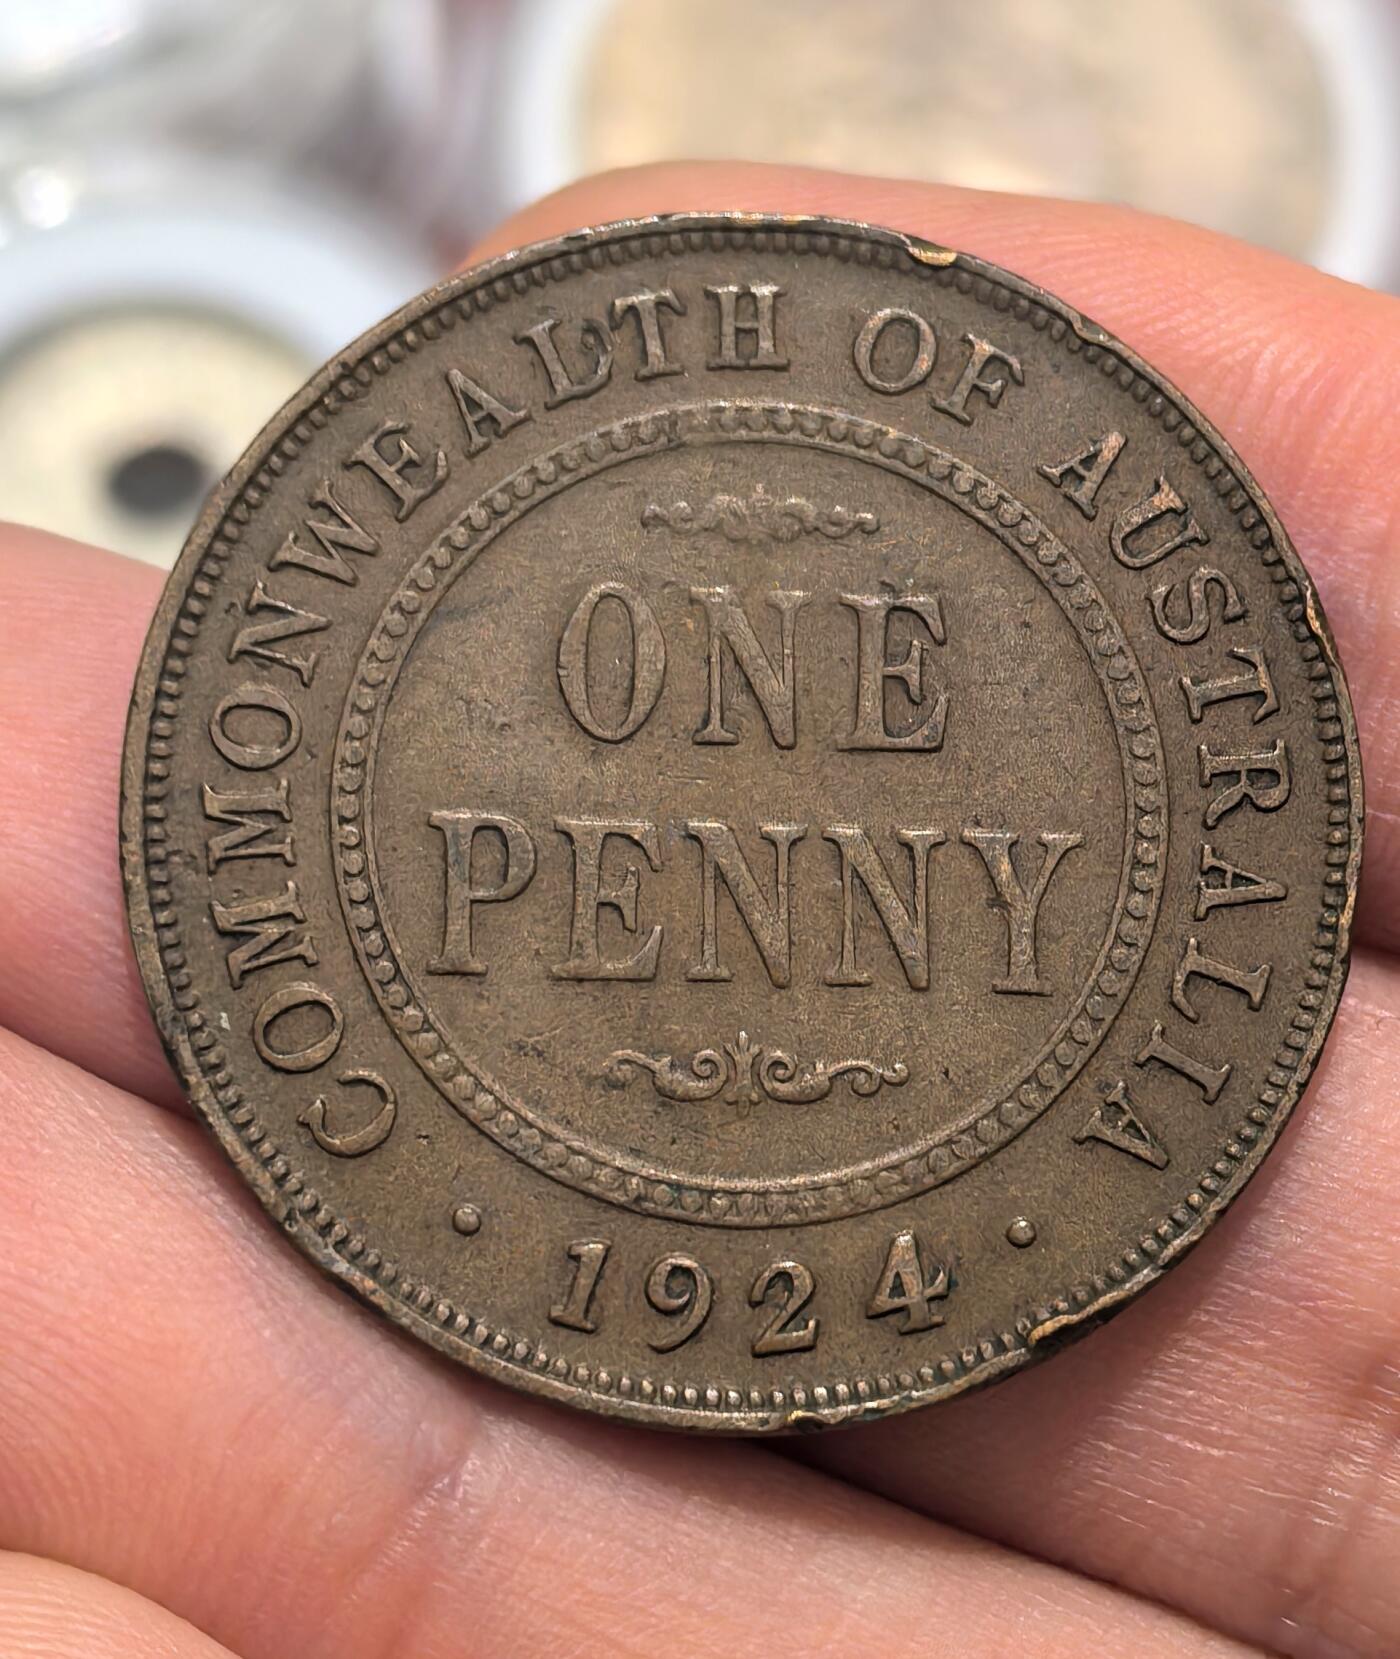 COMMONWEALTH OF AUSTRALIA
ONE
PENNY
· 1924 ·